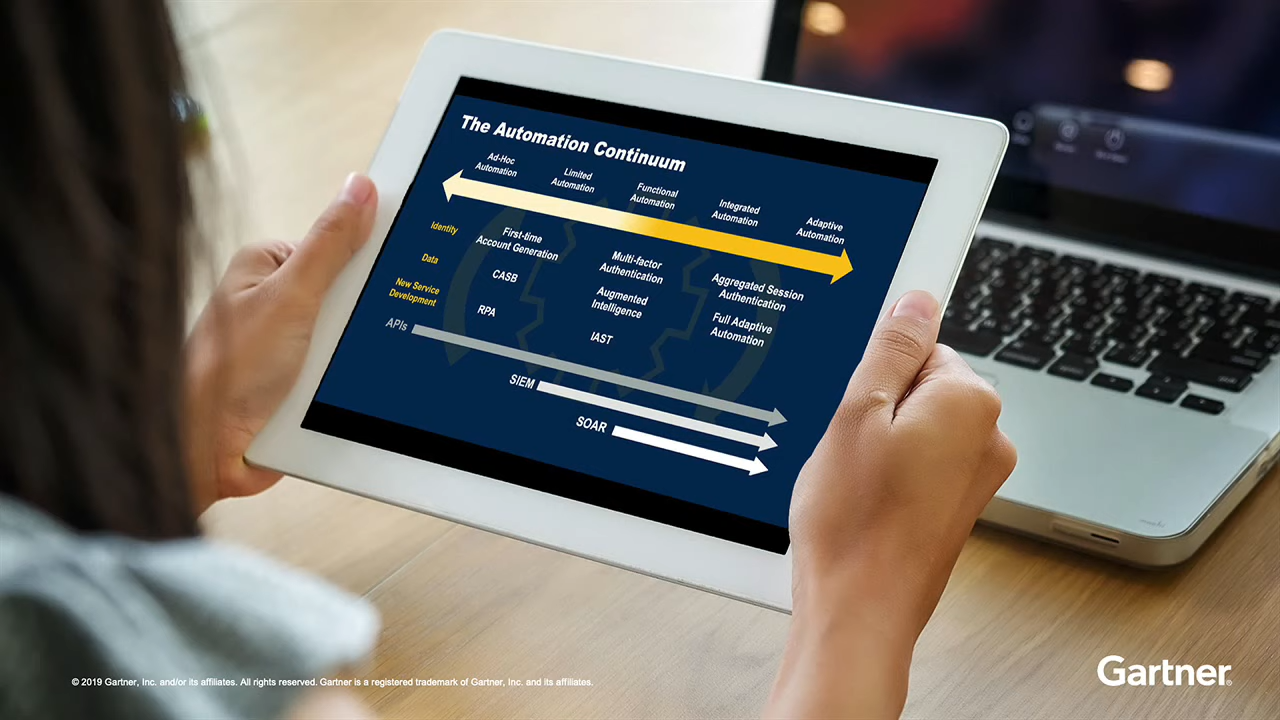 The Automation Continuum
Ad-Hoc
Automation
Limited
Automation
Functional
Automation
Integrated
Automation
Adaptive
Automation
Identity
First-time
Account Generation
Multi-factor
Authentication
Aggregated Session
Authentication
Data
CASB
Augmented
Intelligence
Full Adaptive
Automation
New Service
Development
RPA
IAST
APIs
SIEM
SOAR
© 2019 Gartner, Inc. and/or its affiliates. All rights reserved. Gartner is a registered trademark of Gartner, Inc. and its affiliates.
Gartner®